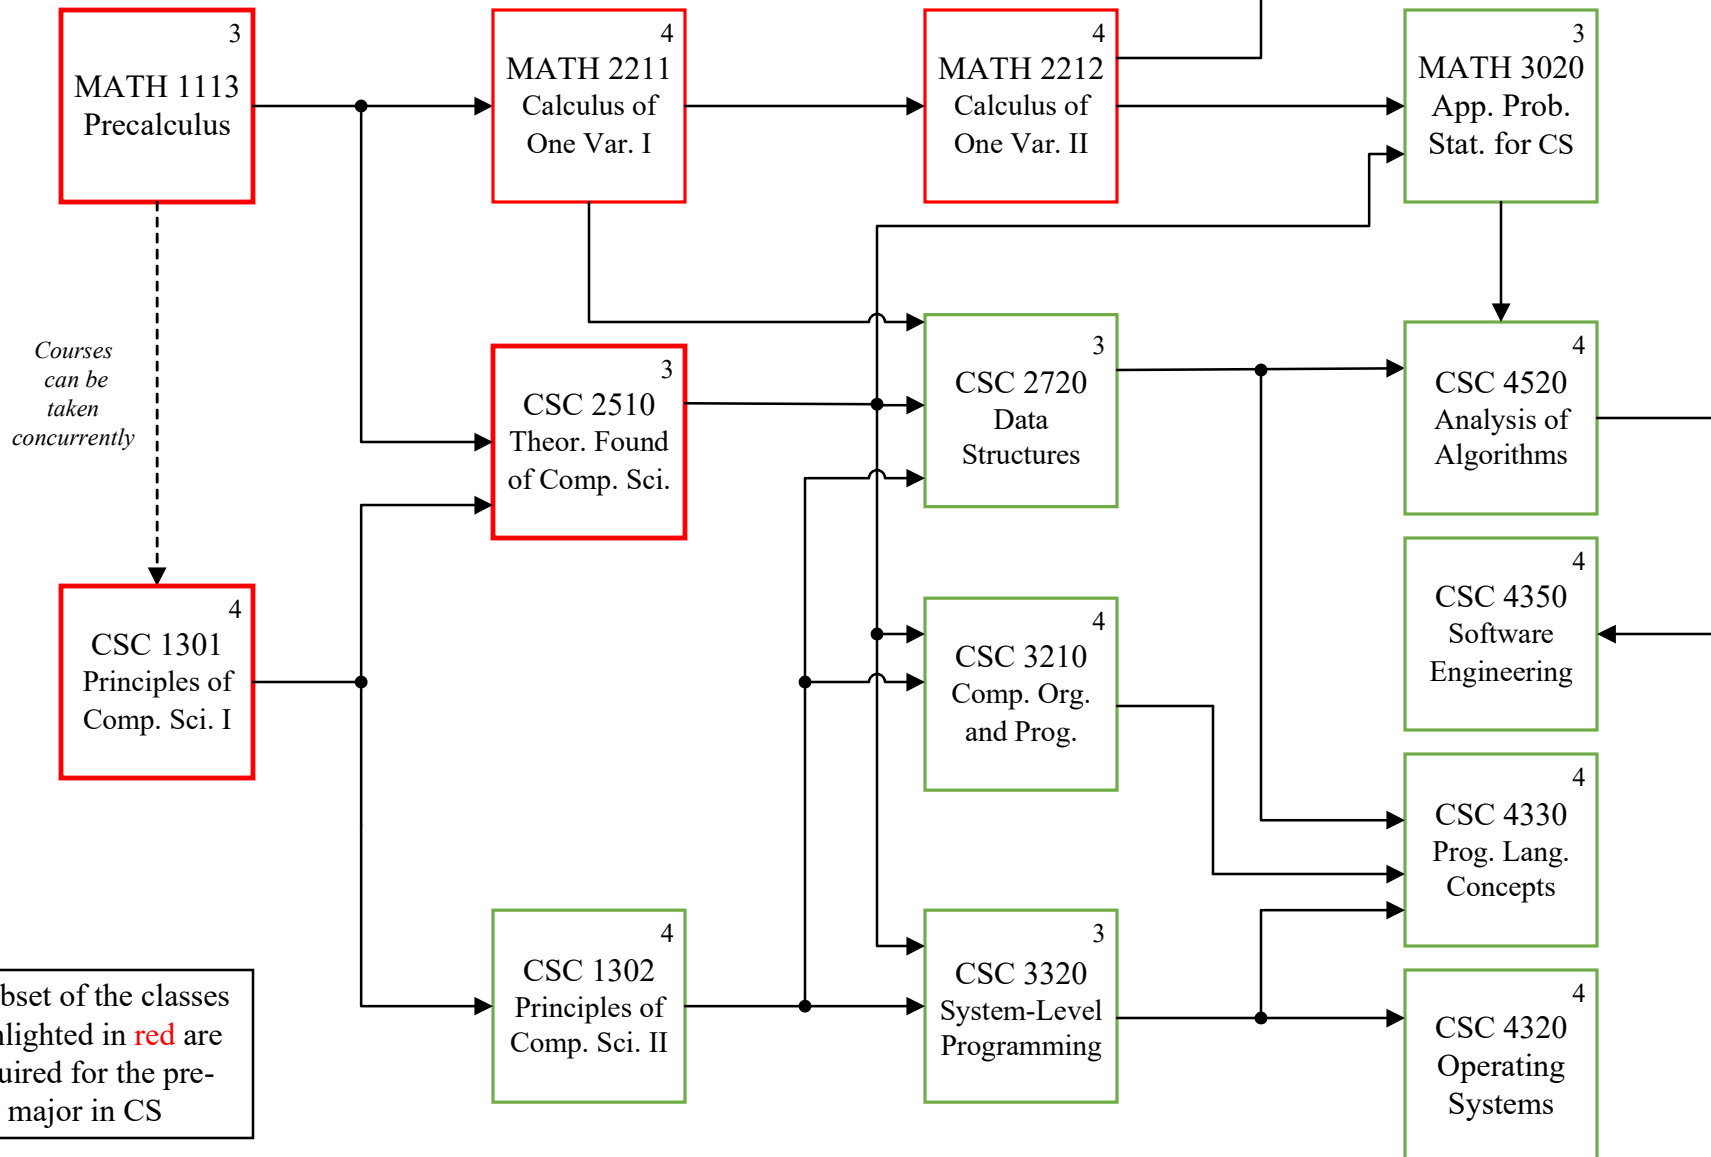 3
MATH 1113
Precalculus
4
MATH 2211
Calculus of
One Var. I
4
MATH 2212
Calculus of
One Var. II
3
MATH 3020
App. Prob.
Stat. for CS
Courses
can be
taken
concurrently
3
CSC 2510
Theor. Found
of Comp. Sci.
3
CSC 2720
Data
Structures
4
CSC 4520
Analysis of
Algorithms
4
CSC 1301
Principles of
Comp. Sci. I
4
CSC 3210
Comp. Org.
and Prog.
4
CSC 4350
Software
Engineering
4
CSC 4330
Prog. Lang.
Concepts
4
CSC 1302
Principles of
Comp. Sci. II
3
CSC 3320
System-Level
Programming
4
CSC 4320
Operating
Systems
of the classes
in red are
for the pre-
major in CS